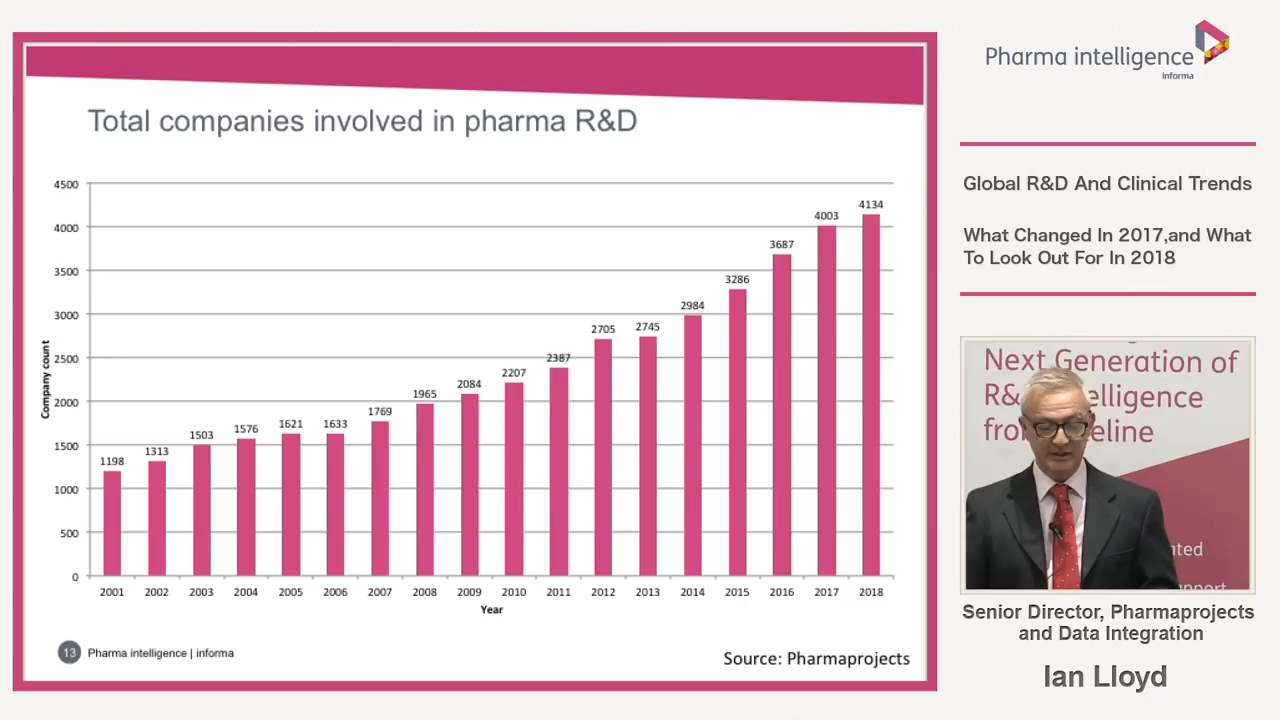 Total companies involved in pharma R&D
4500
4000
3500
3000
2500
2000
1500
1000
500
0
Company count
1198
1313
1503
1576
1621
1633
1769
1965
2084
2207
2387
2705
2745
2984
3286
3687
4003
4134
2001 2002 2003 2004 2005 2006 2007 2008 2009 2010 2011 2012 2013 2014 2015 2016 2017 2018
Year
13 Pharma intelligence | informa
Source: Pharmaprojects
Pharma intelligence
informa
Global R&D And Clinical Trends
What Changed In 2017,and What
To Look Out For In 2018
Next Generation of
R& elligence
fro eline
ated
upport
Senior Director, Pharmaprojects
and Data Integration
Ian Lloyd